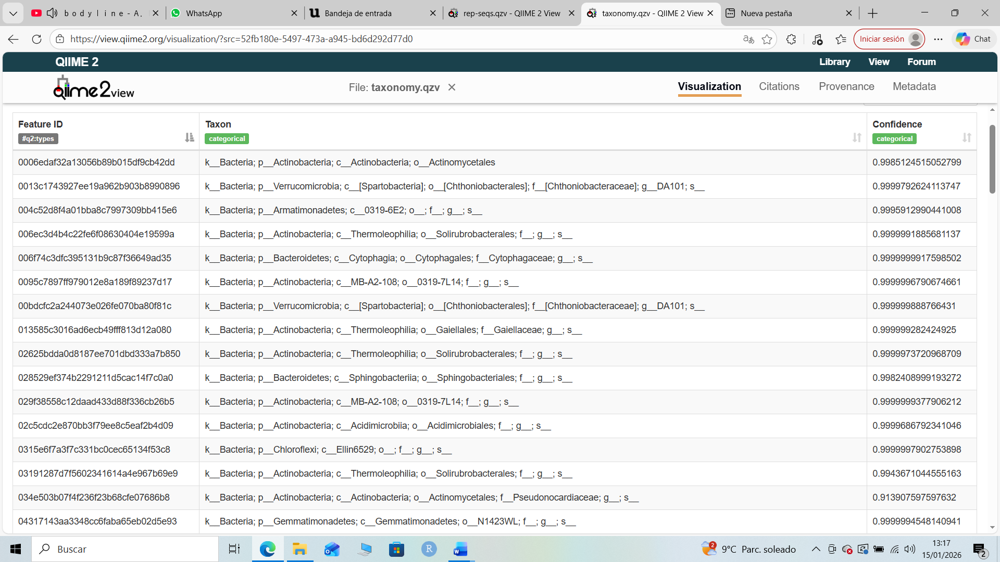 b o d y l i n e - A.
WhatsApp
Bandeja de entrada
rep-seqs.qzv - QIIME 2 View
taxonomy.qzv - QIIME 2 View
Nueva pestaña
https://view.qiime2.org/visualization/?src=52fb180e-5497-473a-a945-bd6d292d77d0
Iniciar sesión
Chat
QIIME 2
Library View Forum
qiime2view
File: taxonomy.qzv
Visualization Citations Provenance Metadata
Feature ID Taxon Confidence
#q2:types categorical categorical
0006edaf32a13056b89b015df9cb42dd k__Bacteria; p__Actinobacteria; c__Actinobacteria; o__Actinomycetales 0.9985124515052799
0013c1743927ee19a962b903b8990896 k__Bacteria; p__Verrucomicrobia; c__[Spartobacteria]; o__[Chthoniobacterales]; f__[Chthoniobacteraceae]; g__DA101; s__ 0.9999792624113747
004c52d8f4a01bba8c7997309bb415e6 k__Bacteria; p__Armatimonadetes; c__0319-6E2; o__; f__; g__; s__ 0.9995912990441008
006ec3d4b4c22fe6f08630404e19599a k__Bacteria; p__Actinobacteria; c__Thermoleophilia; o__Solirubrobacterales; f__; g__; s__ 0.9999991885681137
006f74c3dfc395131b9c87f36649ad35 k__Bacteria; p__Bacteroidetes; c__Cytophagia; o__Cytophagales; f__Cytophagaceae; g__; s__ 0.9999999917598502
0095c7897ff979012e8a189f89237d17 k__Bacteria; p__Actinobacteria; c__MB-A2-108; o__0319-7L14; f__; g__; s__ 0.9999996790674661
00bdcfc2a244073e026fe070ba80f81c k__Bacteria; p__Verrucomicrobia; c__[Spartobacteria]; o__[Chthoniobacterales]; f__[Chthoniobacteraceae]; g__DA101; s__ 0.999999888766431
013585c3016ad6ecb49fff813d12a080 k__Bacteria; p__Actinobacteria; c__Thermoleophilia; o__Gaiellales; f__Gaiellaceae; g__; s__ 0.999999282424925
02625bdda0d8187ee701dbd333a7b850 k__Bacteria; p__Actinobacteria; c__Thermoleophilia; o__Solirubrobacterales; f__; g__; s__ 0.9999973720968709
028529ef374b2291211d5cac14f7c0a0 k__Bacteria; p__Bacteroidetes; c__Sphingobacteriia; o__Sphingobacteriales; f__; g__; s__ 0.9982408999193272
029f38558c12daad433d88f336cb26b5 k__Bacteria; p__Actinobacteria; c__MB-A2-108; o__0319-7L14; f__; g__; s__ 0.9999999377906212
02c5cdc2e870bb3f79ee8c5eaf2b4d09 k__Bacteria; p__Actinobacteria; c__Acidimicrobiia; o__Acidimicrobiales; f__; g__; s__ 0.9999686792341046
0315e6f7a3f7c331bc0cec65134f53c8 k__Bacteria; p__Chloroflexi; c__Ellin6529; o__; f__; g__; s__ 0.9999997902753898
03191287d7f5602341614a4e967b69e9 k__Bacteria; p__Actinobacteria; c__Thermoleophilia; o__Solirubrobacterales; f__; g__; s__ 0.9943671044555163
034e503b07f4f236f23b68cfe07686b8 k__Bacteria; p__Actinobacteria; c__Actinobacteria; o__Actinomycetales; f__Pseudonocardiaceae; g__; s__ 0.913907597597632
04317143aa3348cc6faba65eb02d5e93 k__Bacteria; p__Gemmatimonadetes; c__Gemmatimonadetes; o__N1423WL; f__; g__; s__ 0.9999994548140941
Buscar
2
9°C Parc. soleado
13:17
15/01/2026
2